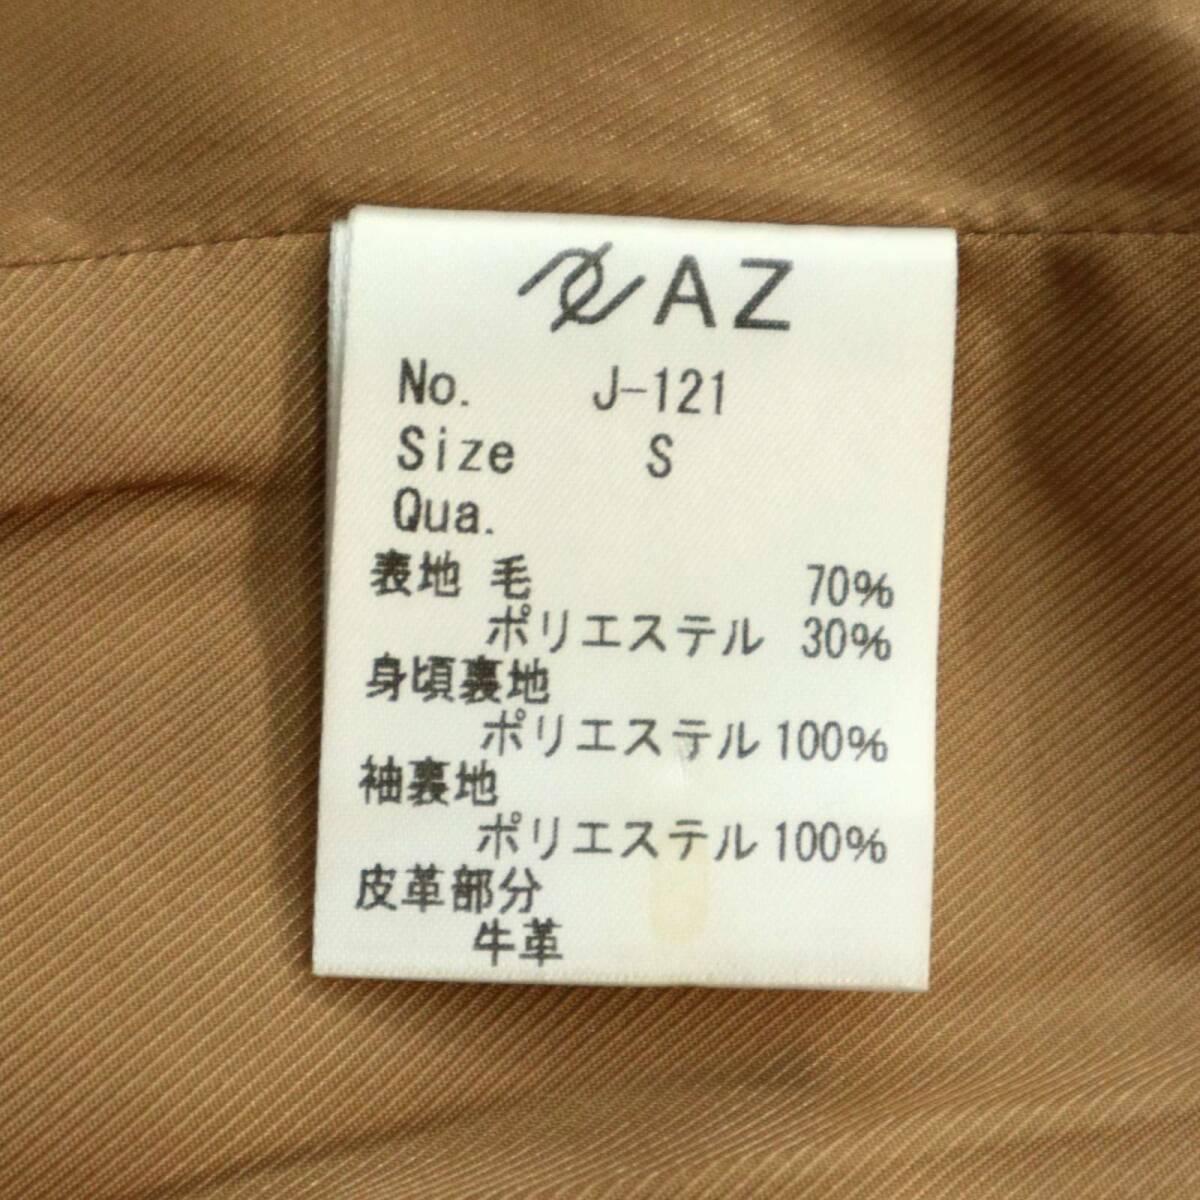 AZ
No. J-121
Size S
Qua.
表地 毛 70%
ポリエステル 30%
身頃裏地
ポリエステル 100%
袖裏地
ポリエステル 100%
皮革部分
牛革